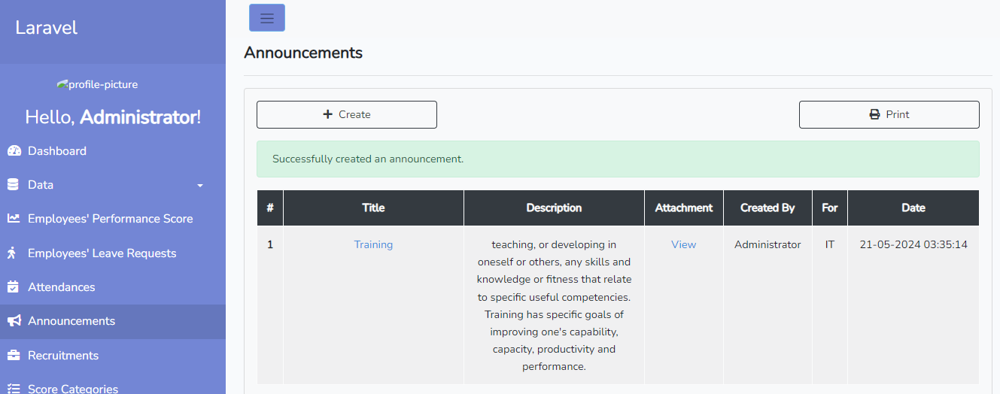 Laravel
profile-picture
Hello, Administrator!
Dashboard
Data
Employees' Performance Score
Employees' Leave Requests
Attendances
Announcements
Recruitments
Score Categories
Announcements
Create
Print
Successfully created an announcement.
# Title Description Attachment Created By For Date
1 Training teaching, or developing in View Administrator IT 21-05-2024 03:35:14
oneself or others, any skills and
knowledge or fitness that relate
to specific useful competencies.
Training has specific goals of
improving one's capability,
capacity, productivity and
performance.